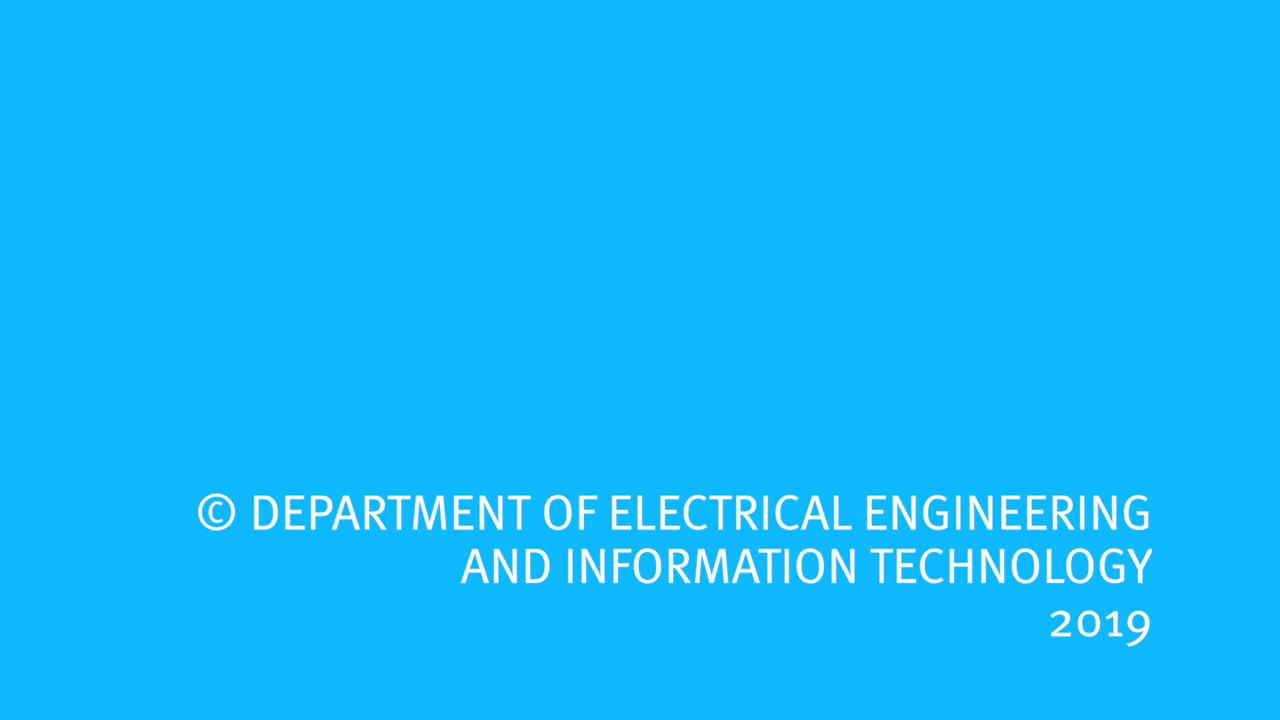 © DEPARTMENT OF ELECTRICAL ENGINEERING
AND INFORMATION TECHNOLOGY
2019